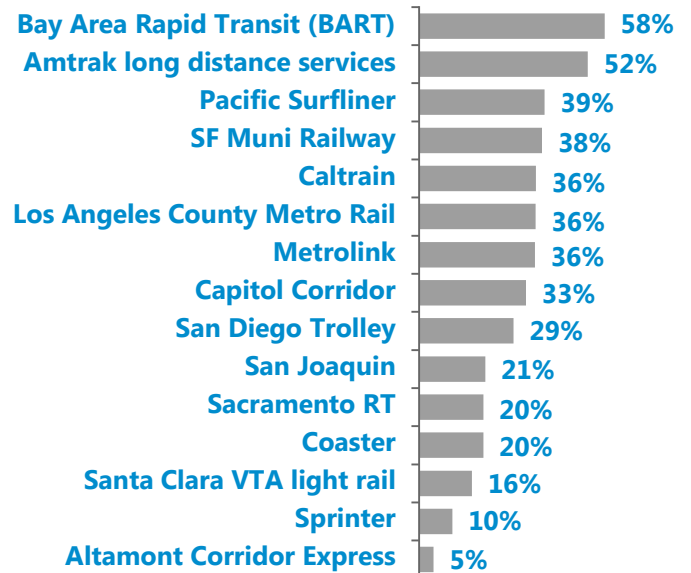 Bay Area Rapid Transit (BART) 58%
Amtrak long distance services 52%
Pacific Surfliner 39%
SF Muni Railway 38%
Caltrain 36%
Los Angeles County Metro Rail 36%
Metrolink 36%
Capitol Corridor 33%
San Diego Trolley 29%
San Joaquin 21%
Sacramento RT 20%
Coaster 20%
Santa Clara VTA light rail 16%
Sprinter 10%
Altamont Corridor Express 5%